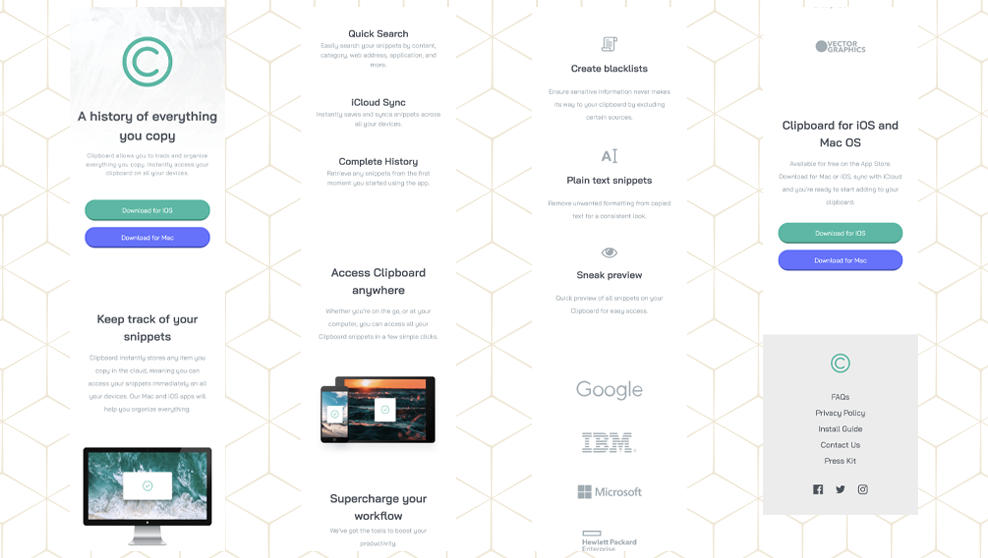 A history of everything
you copy
Clipboard allows you to track and organize
everything you copy. Instantly access your
clipboard on all your devices.
Download for iOS
Download for Mac
Keep track of your
snippets
Clipboard instantly stores any item you
copy in the cloud, meaning you can
access your snippets immediately on all
your devices. Our Mac and iOS apps will
help you organize everything.
Quick Search
Easily search your snippets by content,
category, web address, application, and
more.
iCloud Sync
Instantly saves and syncs snippets across
all your devices.
Complete History
Retrieve any snippets from the first
moment you started using the app.
Access Clipboard
anywhere
Whether you're on the go, or at your
computer, you can access all your
Clipboard snippets in a few simple clicks.
Supercharge your
workflow
We've got the tools to boost your
productivity.
Create blacklists
Ensure sensitive information never makes
its way to your clipboard by excluding
certain sources.
Plain text snippets
Remove unwanted formatting from copied
text for a consistent look.
Sneak preview
Quick preview of all snippets on your
Clipboard for easy access.
Google
IBM
Microsoft
Hewlett Packard
Enterprise
VECTOR
GRAPHICS
Clipboard for iOS and
Mac OS
Available for free on the App Store.
Download for Mac or iOS, sync with iCloud
and you're ready to start adding to your
clipboard.
Download for iOS
Download for Mac
FAQs
Privacy Policy
Install Guide
Contact Us
Press Kit